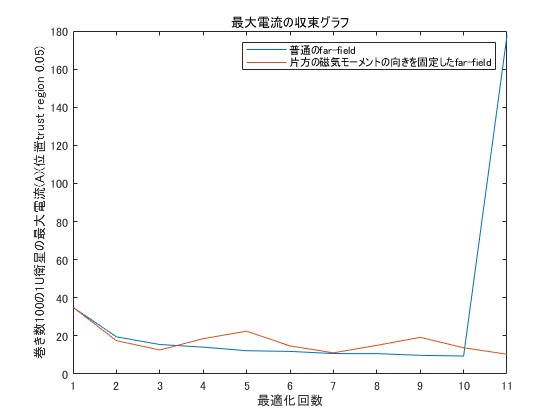 最大電流の収束グラフ
普通のfar-field
片方の磁気モーメントの向きを固定したfar-field
巻き数100の1U衛星の最大電流(A)(位置trust region 0.05)
180
160
140
120
100
80
60
40
20
0
1 2 3 4 5 6 7 8 9 10 11
最適化回数